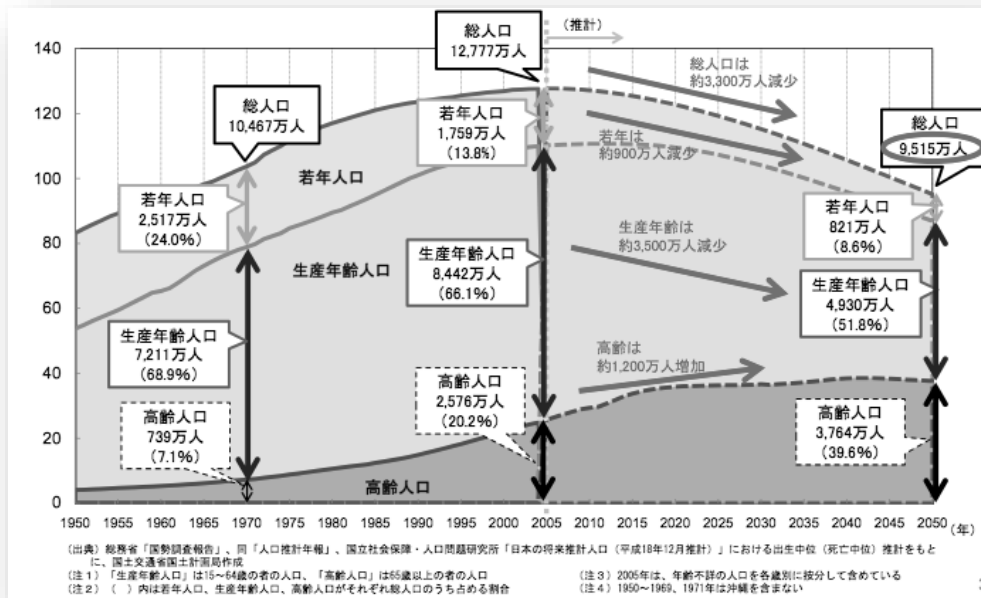 (推計)
総人口
12,777万人
総人口は
約3,300万人減少
総人口
10,467万人
若年人口
1,759万人
(13.8%)
若年は
約900万人減少
総人口
9,515万人
若年人口
若年人口
2,517万人
(24.0%)
若年人口
821万人
(8.6%)
生産年齢は
約3,500万人減少
生産年齢人口
生産年齢人口
8,442万人
(66.1%)
生産年齢人口
4,930万人
(51.8%)
生産年齢人口
7,211万人
(68.9%)
高齢は
約1,200万人増加
高齢人口
2,576万人
(20.2%)
高齢人口
739万人
(7.1%)
高齢人口
3,764万人
(39.6%)
高齢人口
140
120
100
80
60
40
20
0
1950 1955 1960 1965 1970 1975 1980 1985 1990 1995 2000 2005 2010 2015 2020 2025 2030 2035 2040 2045 2050 (年)
(出典)総務省「国勢調査報告」、同「人口推計年報」、国立社会保障・人口問題研究所「日本の将来推計人口(平成18年12月推計)」における出生中位(死亡中位)推計をもと
に、国土交通省国土計画局作成
(注1)「生産年齢人口」は15~64歳の者の人口、「高齢人口」は65歳以上の者の人口
(注2)( )内は若年人口、生産年齢人口、高齢人口がそれぞれ総人口のうち占める割合
(注3)2005年は、年齢不詳の人口を各歳別に按分して含めている
(注4)1950~1969、1971年は沖縄を含まない